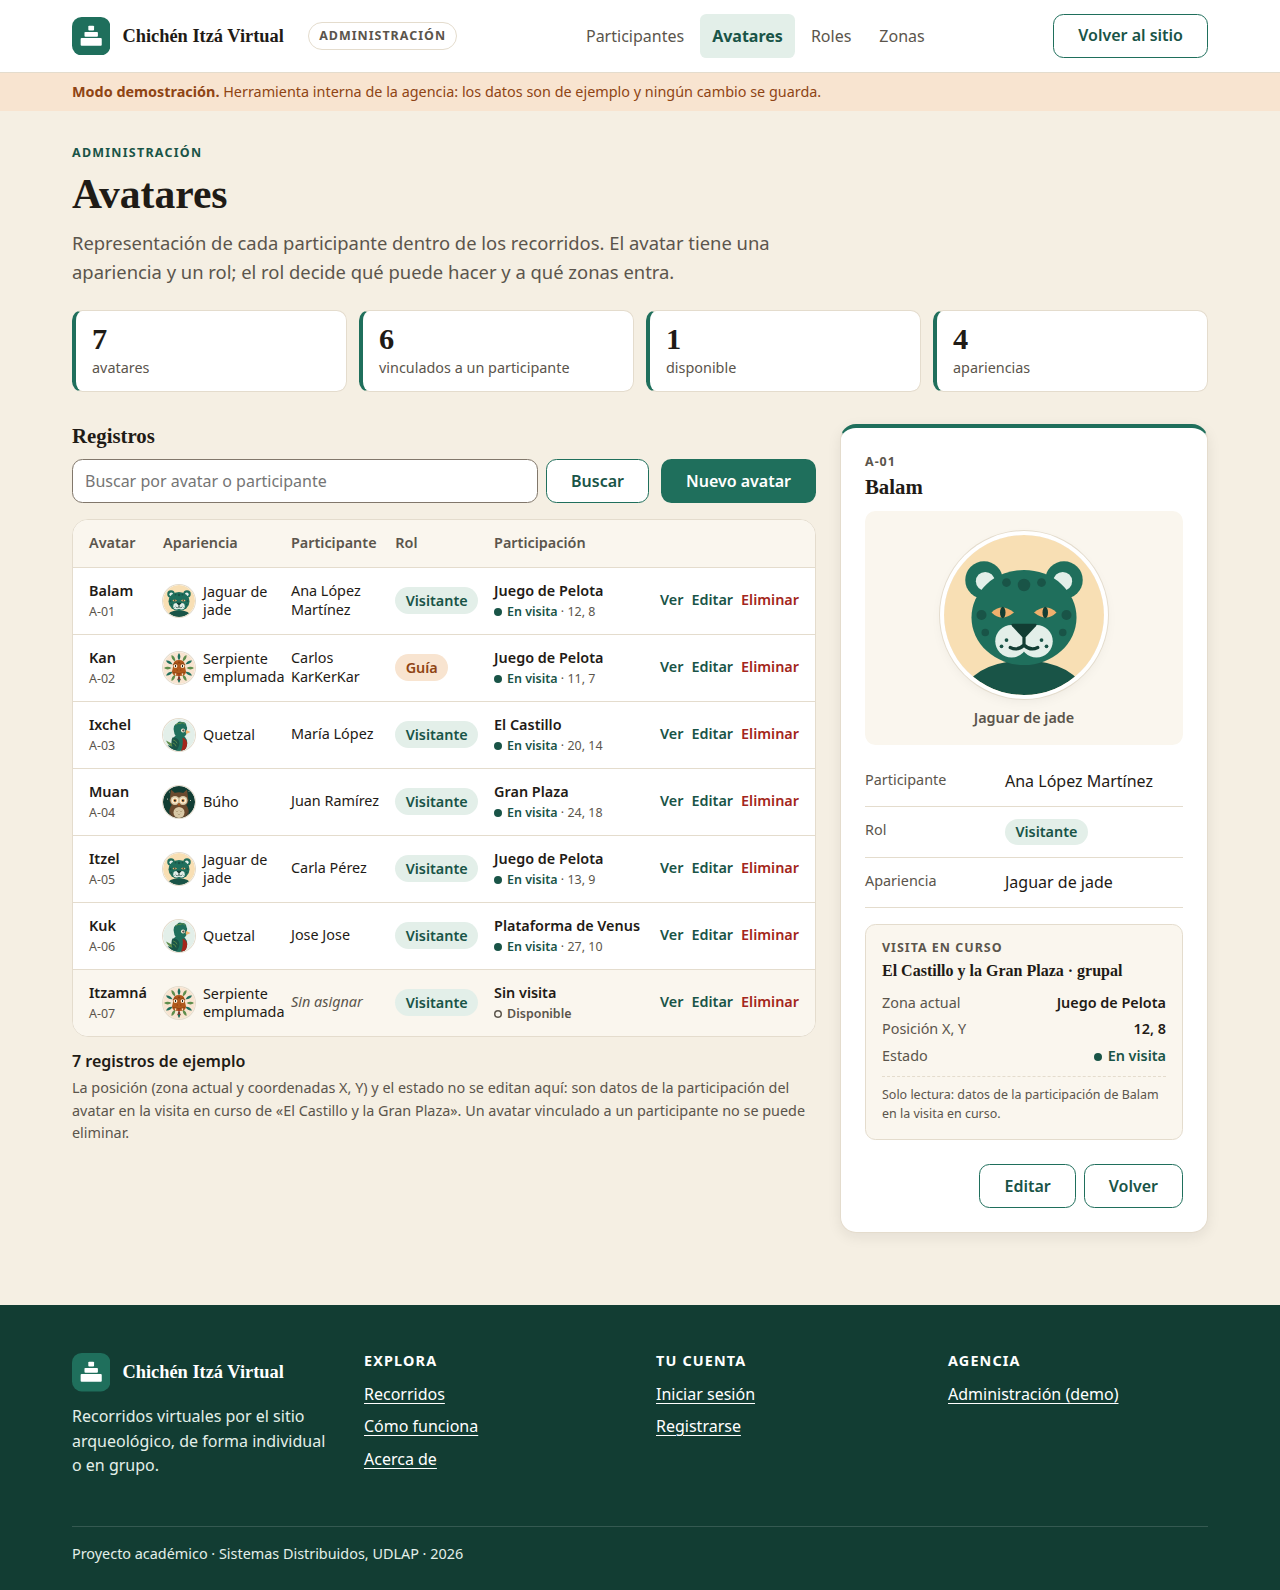 Chichén Itzá Virtual
ADMINISTRACIÓN
Participantes
Avatares
Roles
Zonas
Volver al sitio
Modo demostración. Herramienta interna de la agencia: los datos son de ejemplo y ningún cambio se guarda.
ADMINISTRACIÓN
Avatares
Representación de cada participante dentro de los recorridos. El avatar tiene una
apariencia y un rol; el rol decide qué puede hacer y a qué zonas entra.
7
avatares
6
vinculados a un participante
1
disponible
4
apariencias
Registros
Buscar por avatar o participante
Buscar
Nuevo avatar
Avatar Apariencia Participante Rol Participación
Balam
A-01
Jaguar de
jade
Ana López
Martínez
Visitante
Juego de Pelota
En visita · 12, 8
Ver Editar Eliminar
Kan
A-02
Serpiente
emplumada
Carlos
KarKerKar
Guía
Juego de Pelota
En visita · 11, 7
Ver Editar Eliminar
Ixchel
A-03
Quetzal
María López
Visitante
El Castillo
En visita · 20, 14
Ver Editar Eliminar
Muan
A-04
Búho
Juan Ramírez
Visitante
Gran Plaza
En visita · 24, 18
Ver Editar Eliminar
Itzel
A-05
Jaguar de
jade
Carla Pérez
Visitante
Juego de Pelota
En visita · 13, 9
Ver Editar Eliminar
Kuk
A-06
Quetzal
Jose Jose
Visitante
Plataforma de Venus
En visita · 27, 10
Ver Editar Eliminar
Itzamná
A-07
Serpiente
emplumada
Sin asignar
Visitante
Sin visita
Disponible
Ver Editar Eliminar
7 registros de ejemplo
La posición (zona actual y coordenadas X, Y) y el estado no se editan aquí: son datos de la participación del
avatar en la visita en curso de «El Castillo y la Gran Plaza». Un avatar vinculado a un participante no se puede
eliminar.
A-01
Balam
Jaguar de jade
Participante Ana López Martínez
Rol Visitante
Apariencia Jaguar de jade
VISITA EN CURSO
El Castillo y la Gran Plaza · grupal
Zona actual Juego de Pelota
Posición X, Y 12, 8
Estado En visita
Solo lectura: datos de la participación de Balam
en la visita en curso.
Editar
Volver
Chichén Itzá Virtual
Recorridos virtuales por el sitio
arqueológico, de forma individual
o en grupo.
EXPLORA
Recorridos
Cómo funciona
Acerca de
TU CUENTA
Iniciar sesión
Registrarse
AGENCIA
Administración (demo)
Proyecto académico · Sistemas Distribuidos, UDLAP · 2026